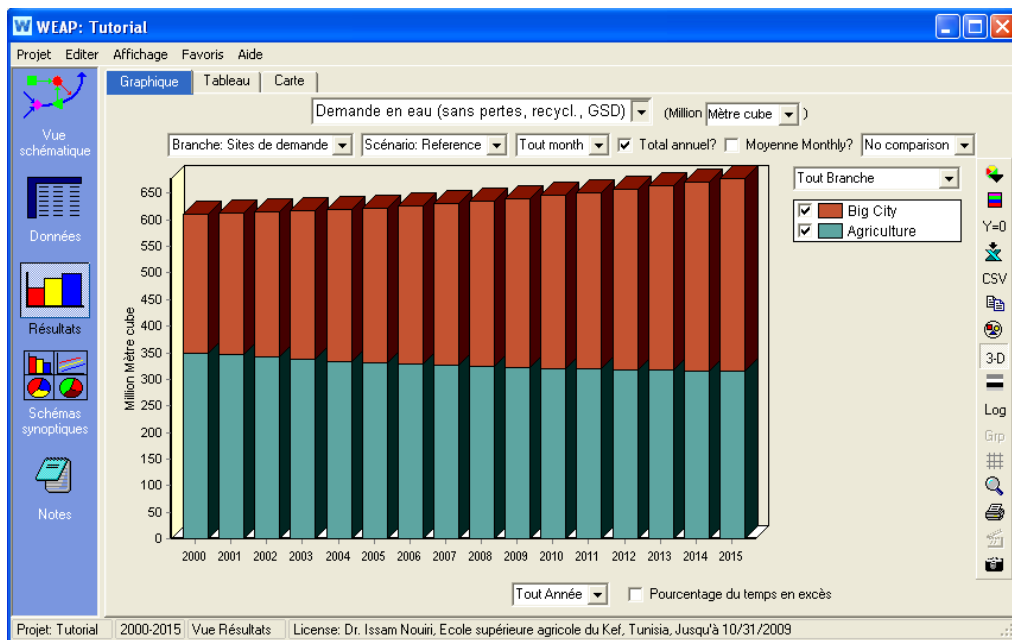 WEAP: Tutorial
Projet Editer Affichage Favoris Aide
Graphique Tableau Carte
Demande en eau (sans pertes, recycl., GSD) (Million Mètre cube )
Branche: Sites de demande Scénario: Reference Tout month Total annuel? Moyenne Monthly? No comparison
Vue
schématique
Données
Résultats
Schémas
synoptiques
Notes
Tout Branche
Big City
Agriculture
Y=0
CSV
3-D
Log
Grp
Million Mètre cube
650
600
550
500
450
400
350
300
250
200
150
100
50
0
2000 2001 2002 2003 2004 2005 2006 2007 2008 2009 2010 2011 2012 2013 2014 2015
Tout Année Pourcentage du temps en excès
Projet: Tutorial 2000-2015 Vue Résultats License: Dr. Issam Nouiri, Ecole supérieure agricole du Kef, Tunisia, Jusqu'à 10/31/2009